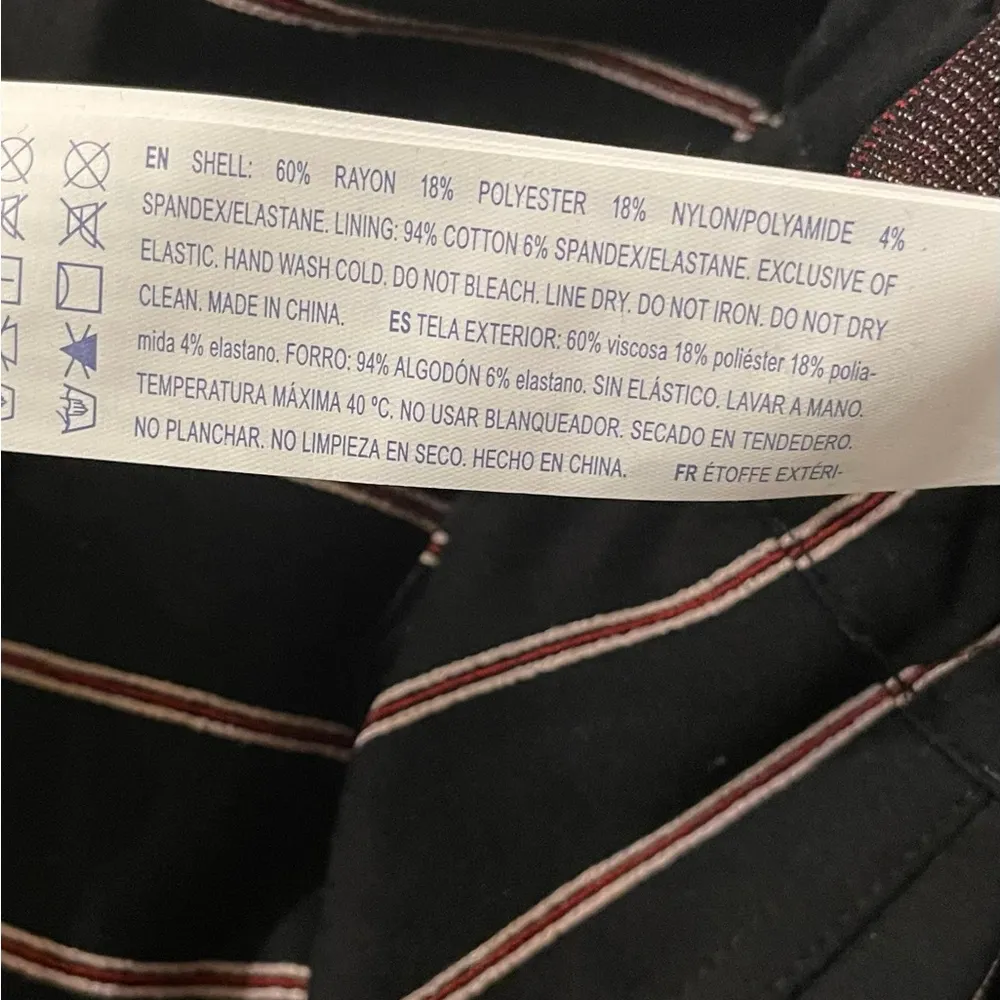 EN SHELL: 60% RAYON 18% POLYESTER 18% NYLON/POLYAMIDE 4%
SPANDEX/ELASTANE. LINING: 94% COTTON 6% SPANDEX/ELASTANE. EXCLUSIVE OF
ELASTIC. HAND WASH COLD. DO NOT BLEACH. LINE DRY. DO NOT IRON. DO NOT DRY
CLEAN. MADE IN CHINA. ES TELA EXTERIOR: 60% viscosa 18% poliéster 18% polia-
mida 4% elastano. FORRO: 94% ALGODÓN 6% elastano. SIN ELÁSTICO. LAVAR A MANO.
TEMPERATURA MÁXIMA 40 ºC. NO USAR BLANQUEADOR. SECADO EN TENDEDERO.
NO PLANCHAR. NO LIMPIEZA EN SECO. HECHO EN CHINA. FR ÉTOFFE EXTÉRI-